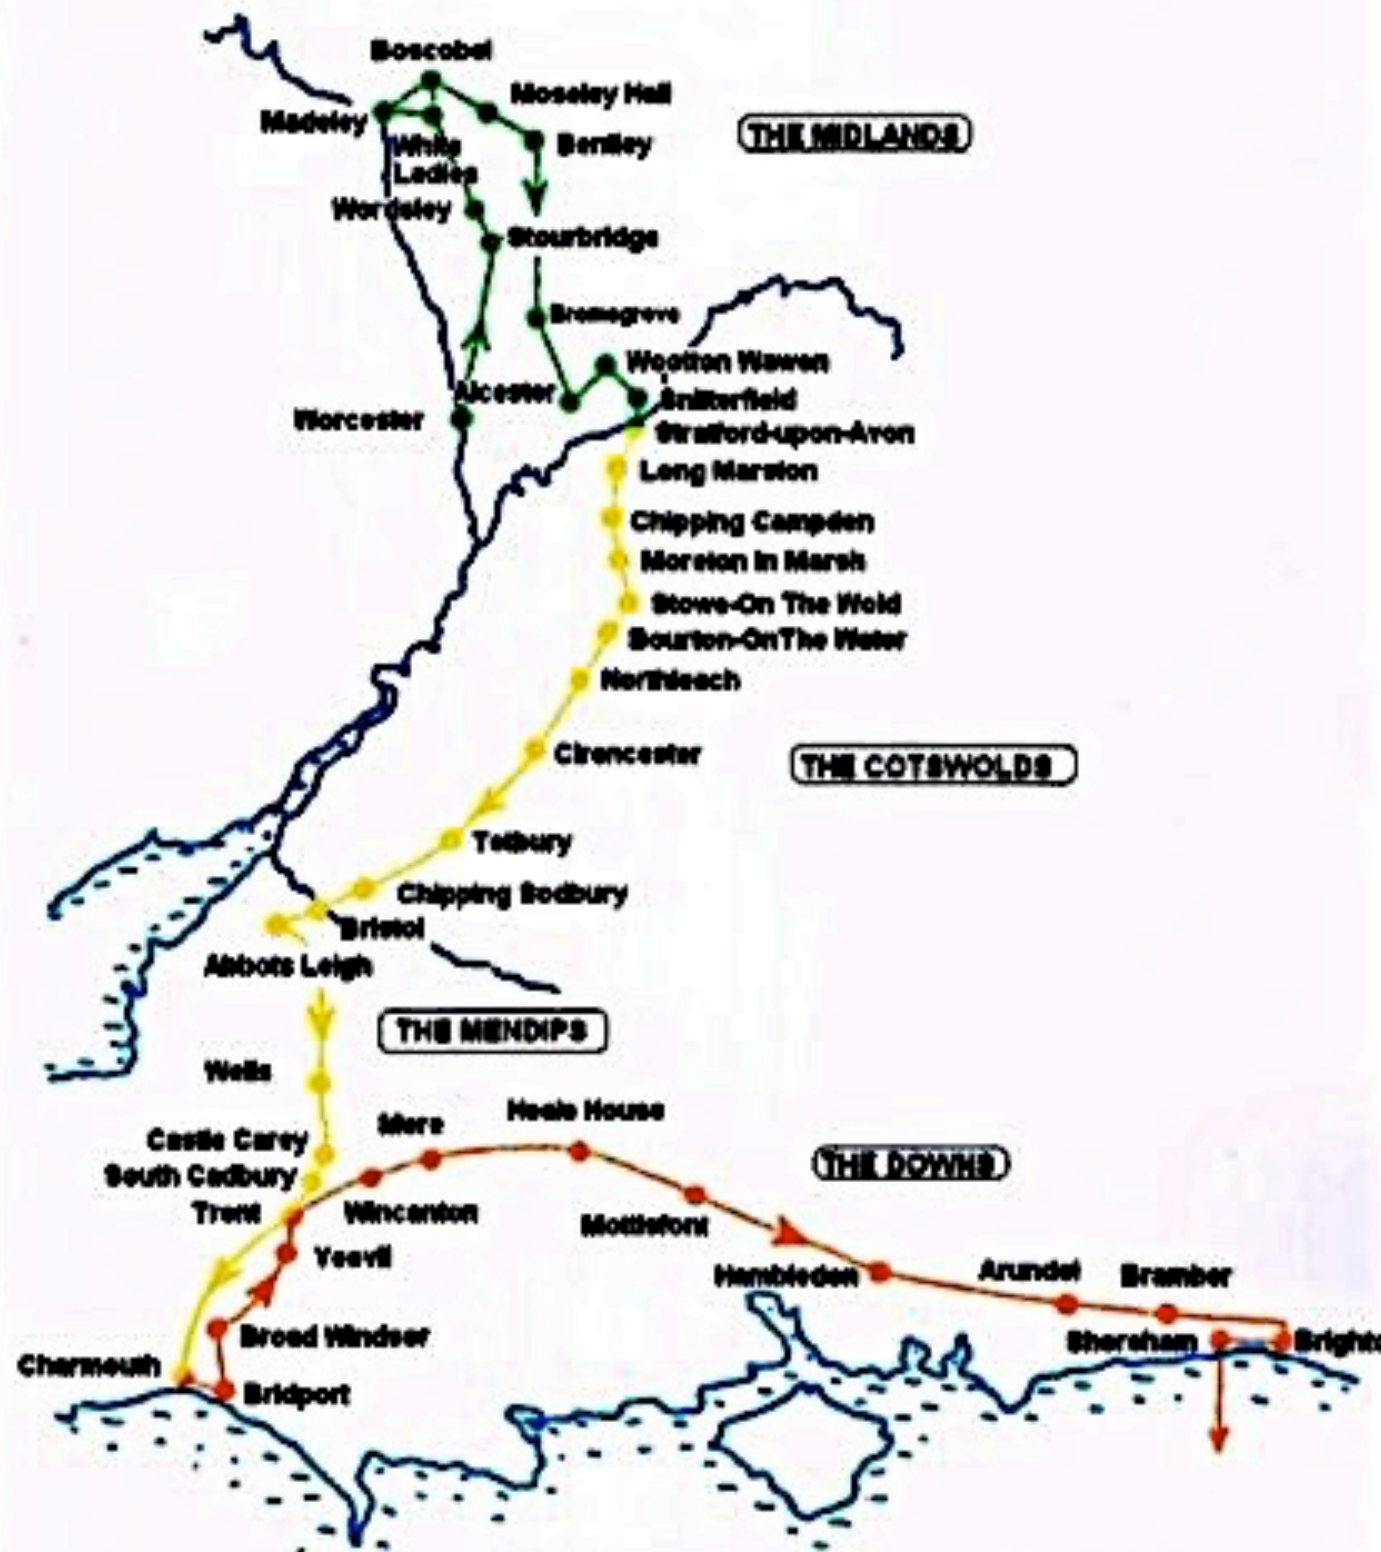 Boscobel
Moseley Hall
Madeley
THE MIDLANDS
White
Ladies
Bentley
Wordsley
Stourbridge
Bromsgrove
Wootton Wawen
Alcester
Snitterfield
Worcester
Stratford-upon-Avon
Long Marston
Chipping Campden
Moreton In Marsh
Stowe-On The Wold
Bourton-OnThe Water
Northleach
Cirencester
THE COTSWOLDS
Tetbury
Chipping Sodbury
Bristol
Abbots Leigh
THE MENDIPS
Wells
Heale House
Mere
Castle Carey
THE DOWNS
South Cadbury
Trent
Wincanton
Mottisfont
Yeovil
Hambleden
Arundel
Bramber
Broad Windsor
Shoreham
Brighto
Charmouth
Bridport